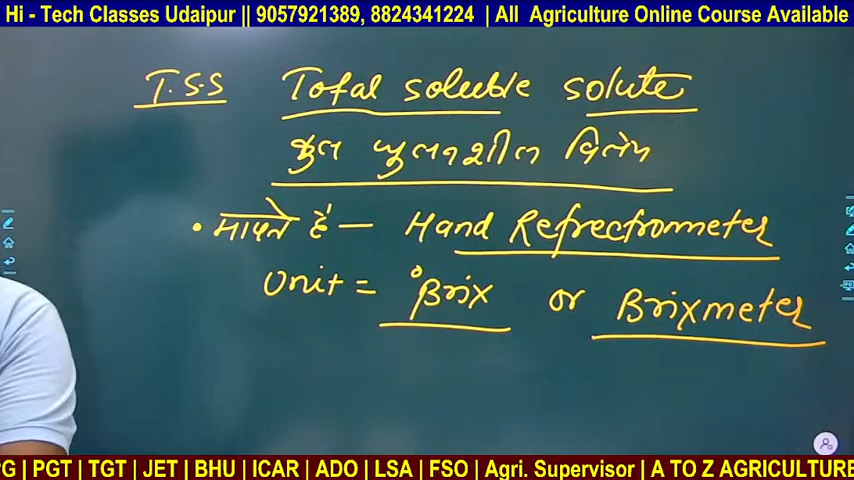 Hi - Tech Classes Udaipur || 9057921389, 8824341224 | All Agriculture Online Course Available
T.S.S Total soluble solute
कुल घुलनशील विलेय
• मापते हैं — Hand Refrectrometer
Unit = °Brix or Brixmeter
PG | PGT | TGT | JET | BHU | ICAR | ADO | LSA | FSO | Agri. Supervisor | A TO Z AGRICULTURE